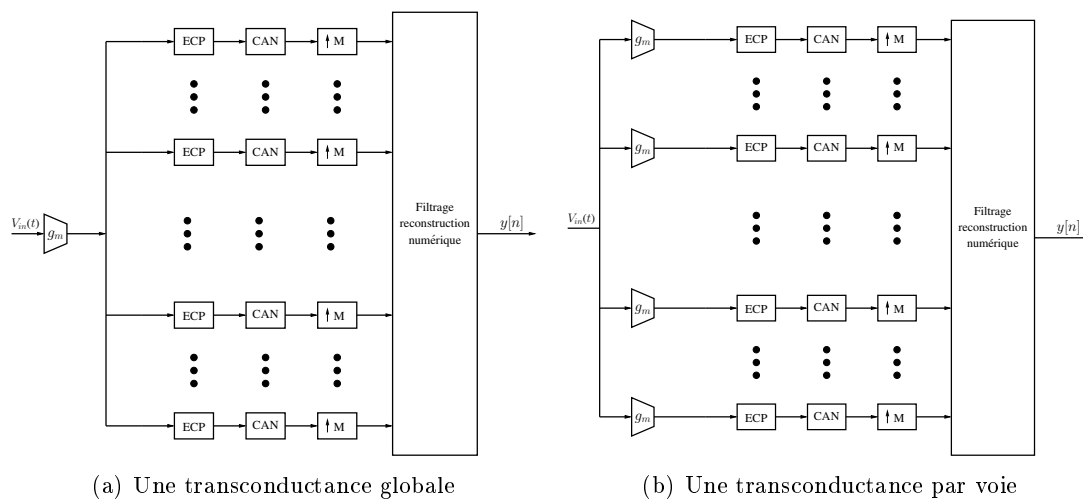 ECP CAN ↑M
ECP CAN ↑M
V_in(t) g_m
Filtrage
reconstruction
numérique
y[n]
ECP CAN ↑M
ECP CAN ↑M
(a) Une transconductance globale
g_m ECP CAN ↑M
g_m ECP CAN ↑M
V_in(t)
Filtrage
reconstruction
numérique
y[n]
g_m ECP CAN ↑M
g_m ECP CAN ↑M
(b) Une transconductance par voie